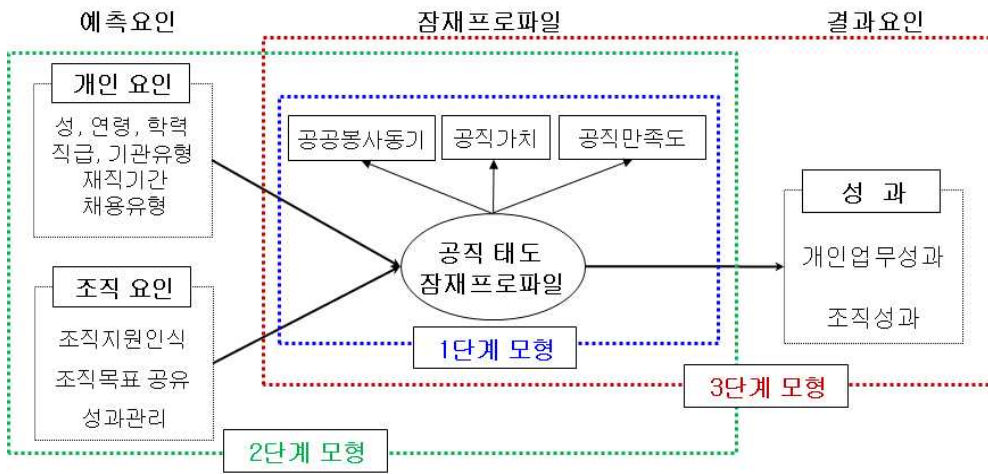 예측요인
잠재프로파일
결과요인
개인 요인
성, 연령, 학력
직급, 기관유형
재직기간
채용유형
조직 요인
조직지원인식
조직목표 공유
성과관리
공공봉사동기
공직가치
공직만족도
공직 태도
잠재프로파일
1단계 모형
성 과
개인업무성과
조직성과
3단계 모형
2단계 모형